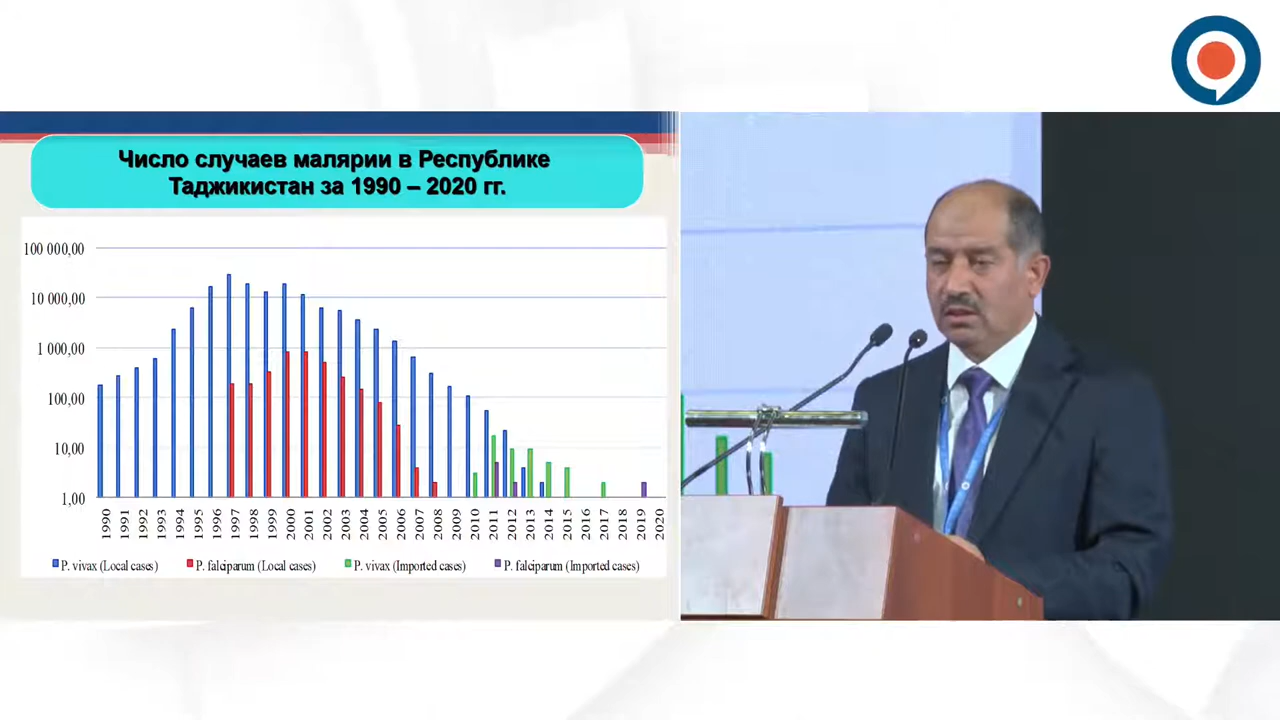 Число случаев малярии в Республике
Таджикистан за 1990 – 2020 гг.
100 000,00
10 000,00
1 000,00
100,00
10,00
1,00
1990 1991 1992 1993 1994 1995 1996 1997 1998 1999 2000 2001 2002 2003 2004 2005 2006 2007 2008 2009 2010 2011 2012 2013 2014 2015 2016 2017 2018 2019 2020
P. vivax (Local cases) P. falciparum (Local cases) P. vivax (Imported cases) P. falciparum (Imported cases)